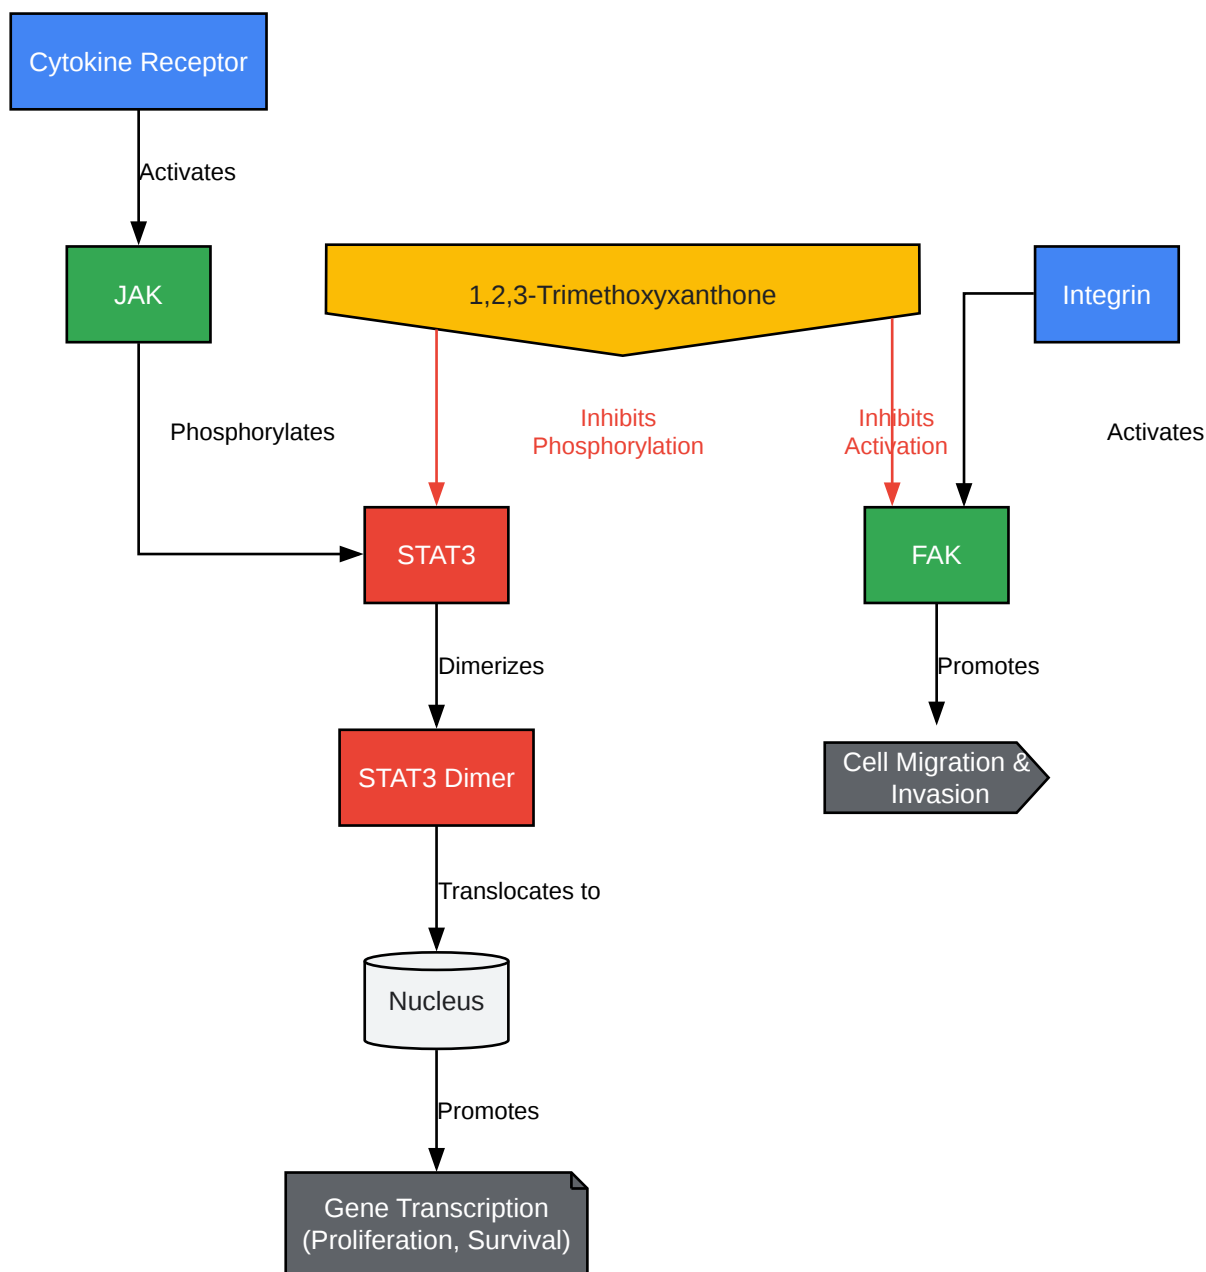 Cytokine Receptor
Activates
JAK
1,2,3-Trimethoxyxanthone
Integrin
Phosphorylates
Inhibits
Phosphorylation
Inhibits
Activation
Activates
STAT3
FAK
Dimerizes
Promotes
STAT3 Dimer
Cell Migration &
Invasion
Translocates to
Nucleus
Promotes
Gene Transcription
(Proliferation, Survival)